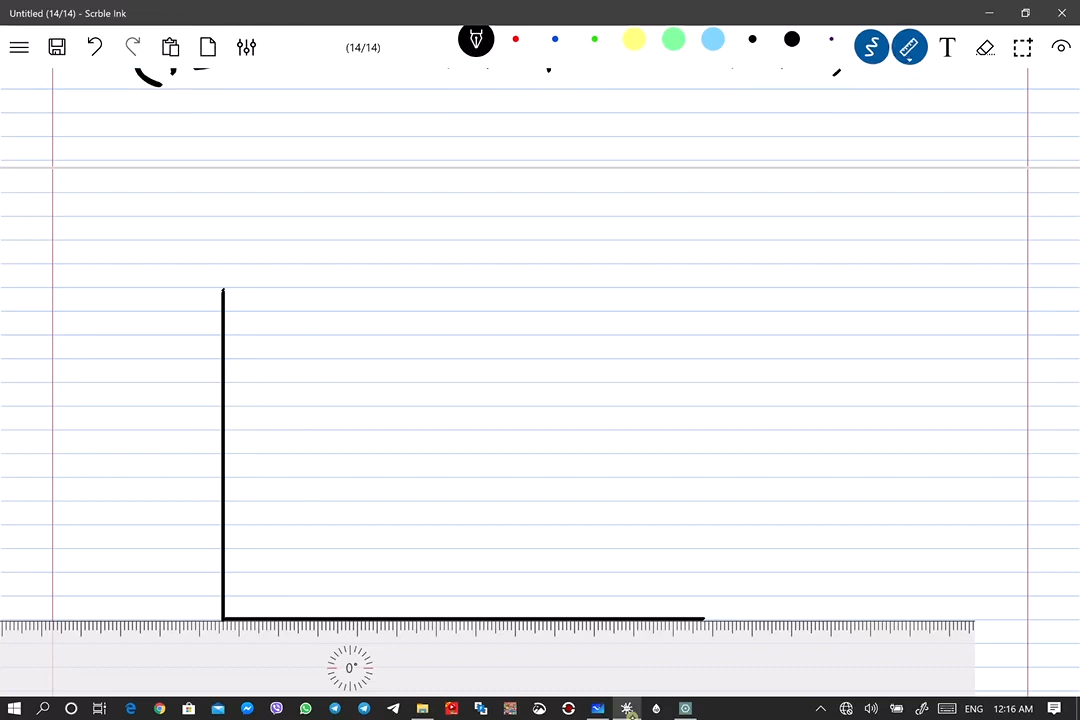 Untitled (14/14) - Scrble Ink
(14/14)
T
0°
ENG
12:16 AM